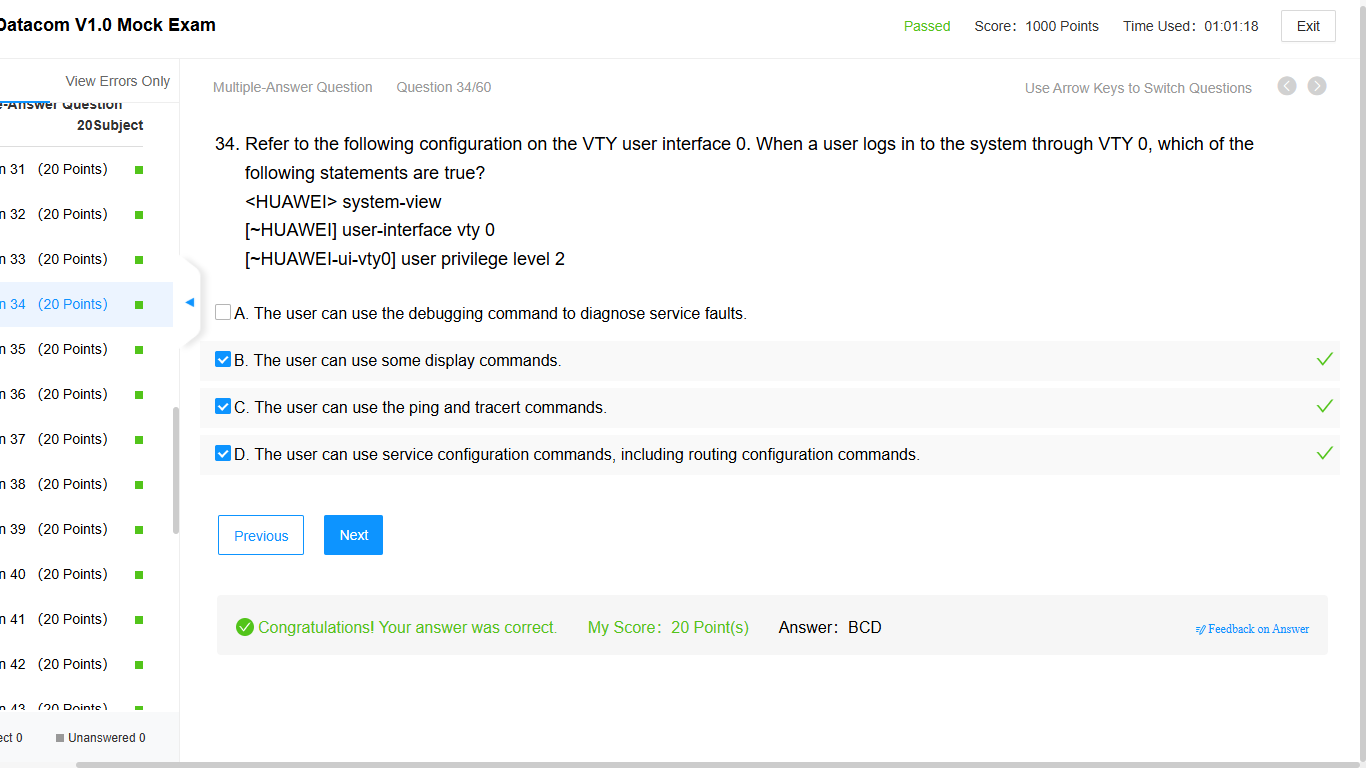 Datacom V1.0 Mock Exam
Passed Score: 1000 Points Time Used: 01:01:18 Exit
View Errors Only
e-Answer Question
20Subject
n 31 (20 Points)
n 32 (20 Points)
n 33 (20 Points)
n 34 (20 Points)
n 35 (20 Points)
n 36 (20 Points)
n 37 (20 Points)
n 38 (20 Points)
n 39 (20 Points)
n 40 (20 Points)
n 41 (20 Points)
n 42 (20 Points)
n 43 (20 Points)
ect 0 Unanswered 0
Multiple-Answer Question Question 34/60 Use Arrow Keys to Switch Questions
34. Refer to the following configuration on the VTY user interface 0. When a user logs in to the system through VTY 0, which of the
following statements are true?
<HUAWEI> system-view
[~HUAWEI] user-interface vty 0
[~HUAWEI-ui-vty0] user privilege level 2
A. The user can use the debugging command to diagnose service faults.
B. The user can use some display commands.
C. The user can use the ping and tracert commands.
D. The user can use service configuration commands, including routing configuration commands.
Previous Next
Congratulations! Your answer was correct. My Score: 20 Point(s) Answer: BCD Feedback on Answer